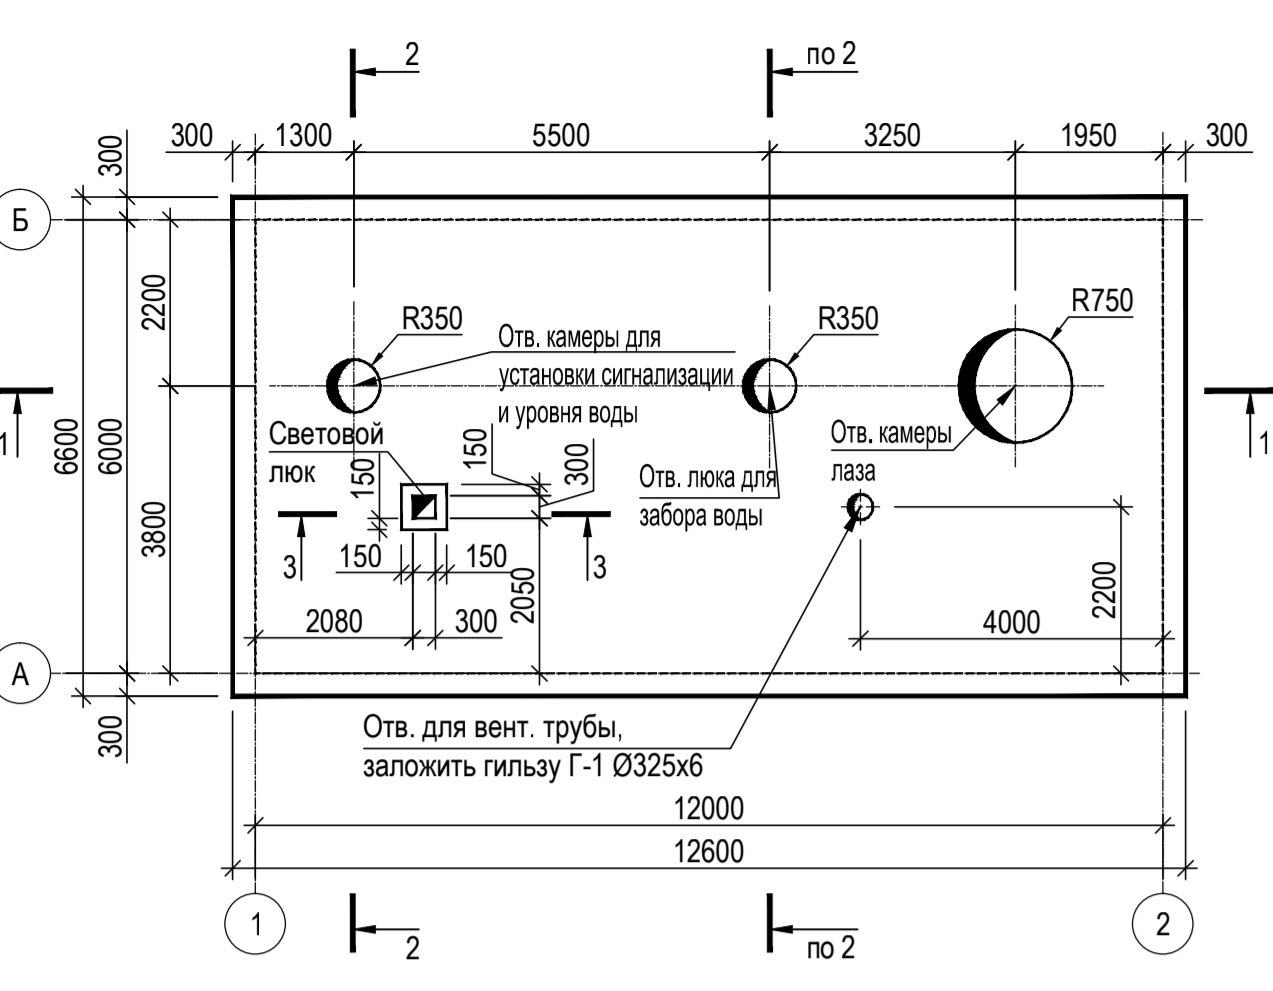 2
по 2
300
1300
5500
3250
1950
300
300
Б
2200
R350
R350
R750
Отв. камеры для
установки сигнализации
и уровня воды
1
6600
6000
Световой
люк
150
150
300
Отв. камеры
лаза
1
Отв. люка для
забора воды
3800
3
150
150
2050
3
2200
2080
300
4000
А
300
Отв. для вент. трубы,
заложить гильзу Г-1 Ø325х6
12000
12600
1
2
2
по 2